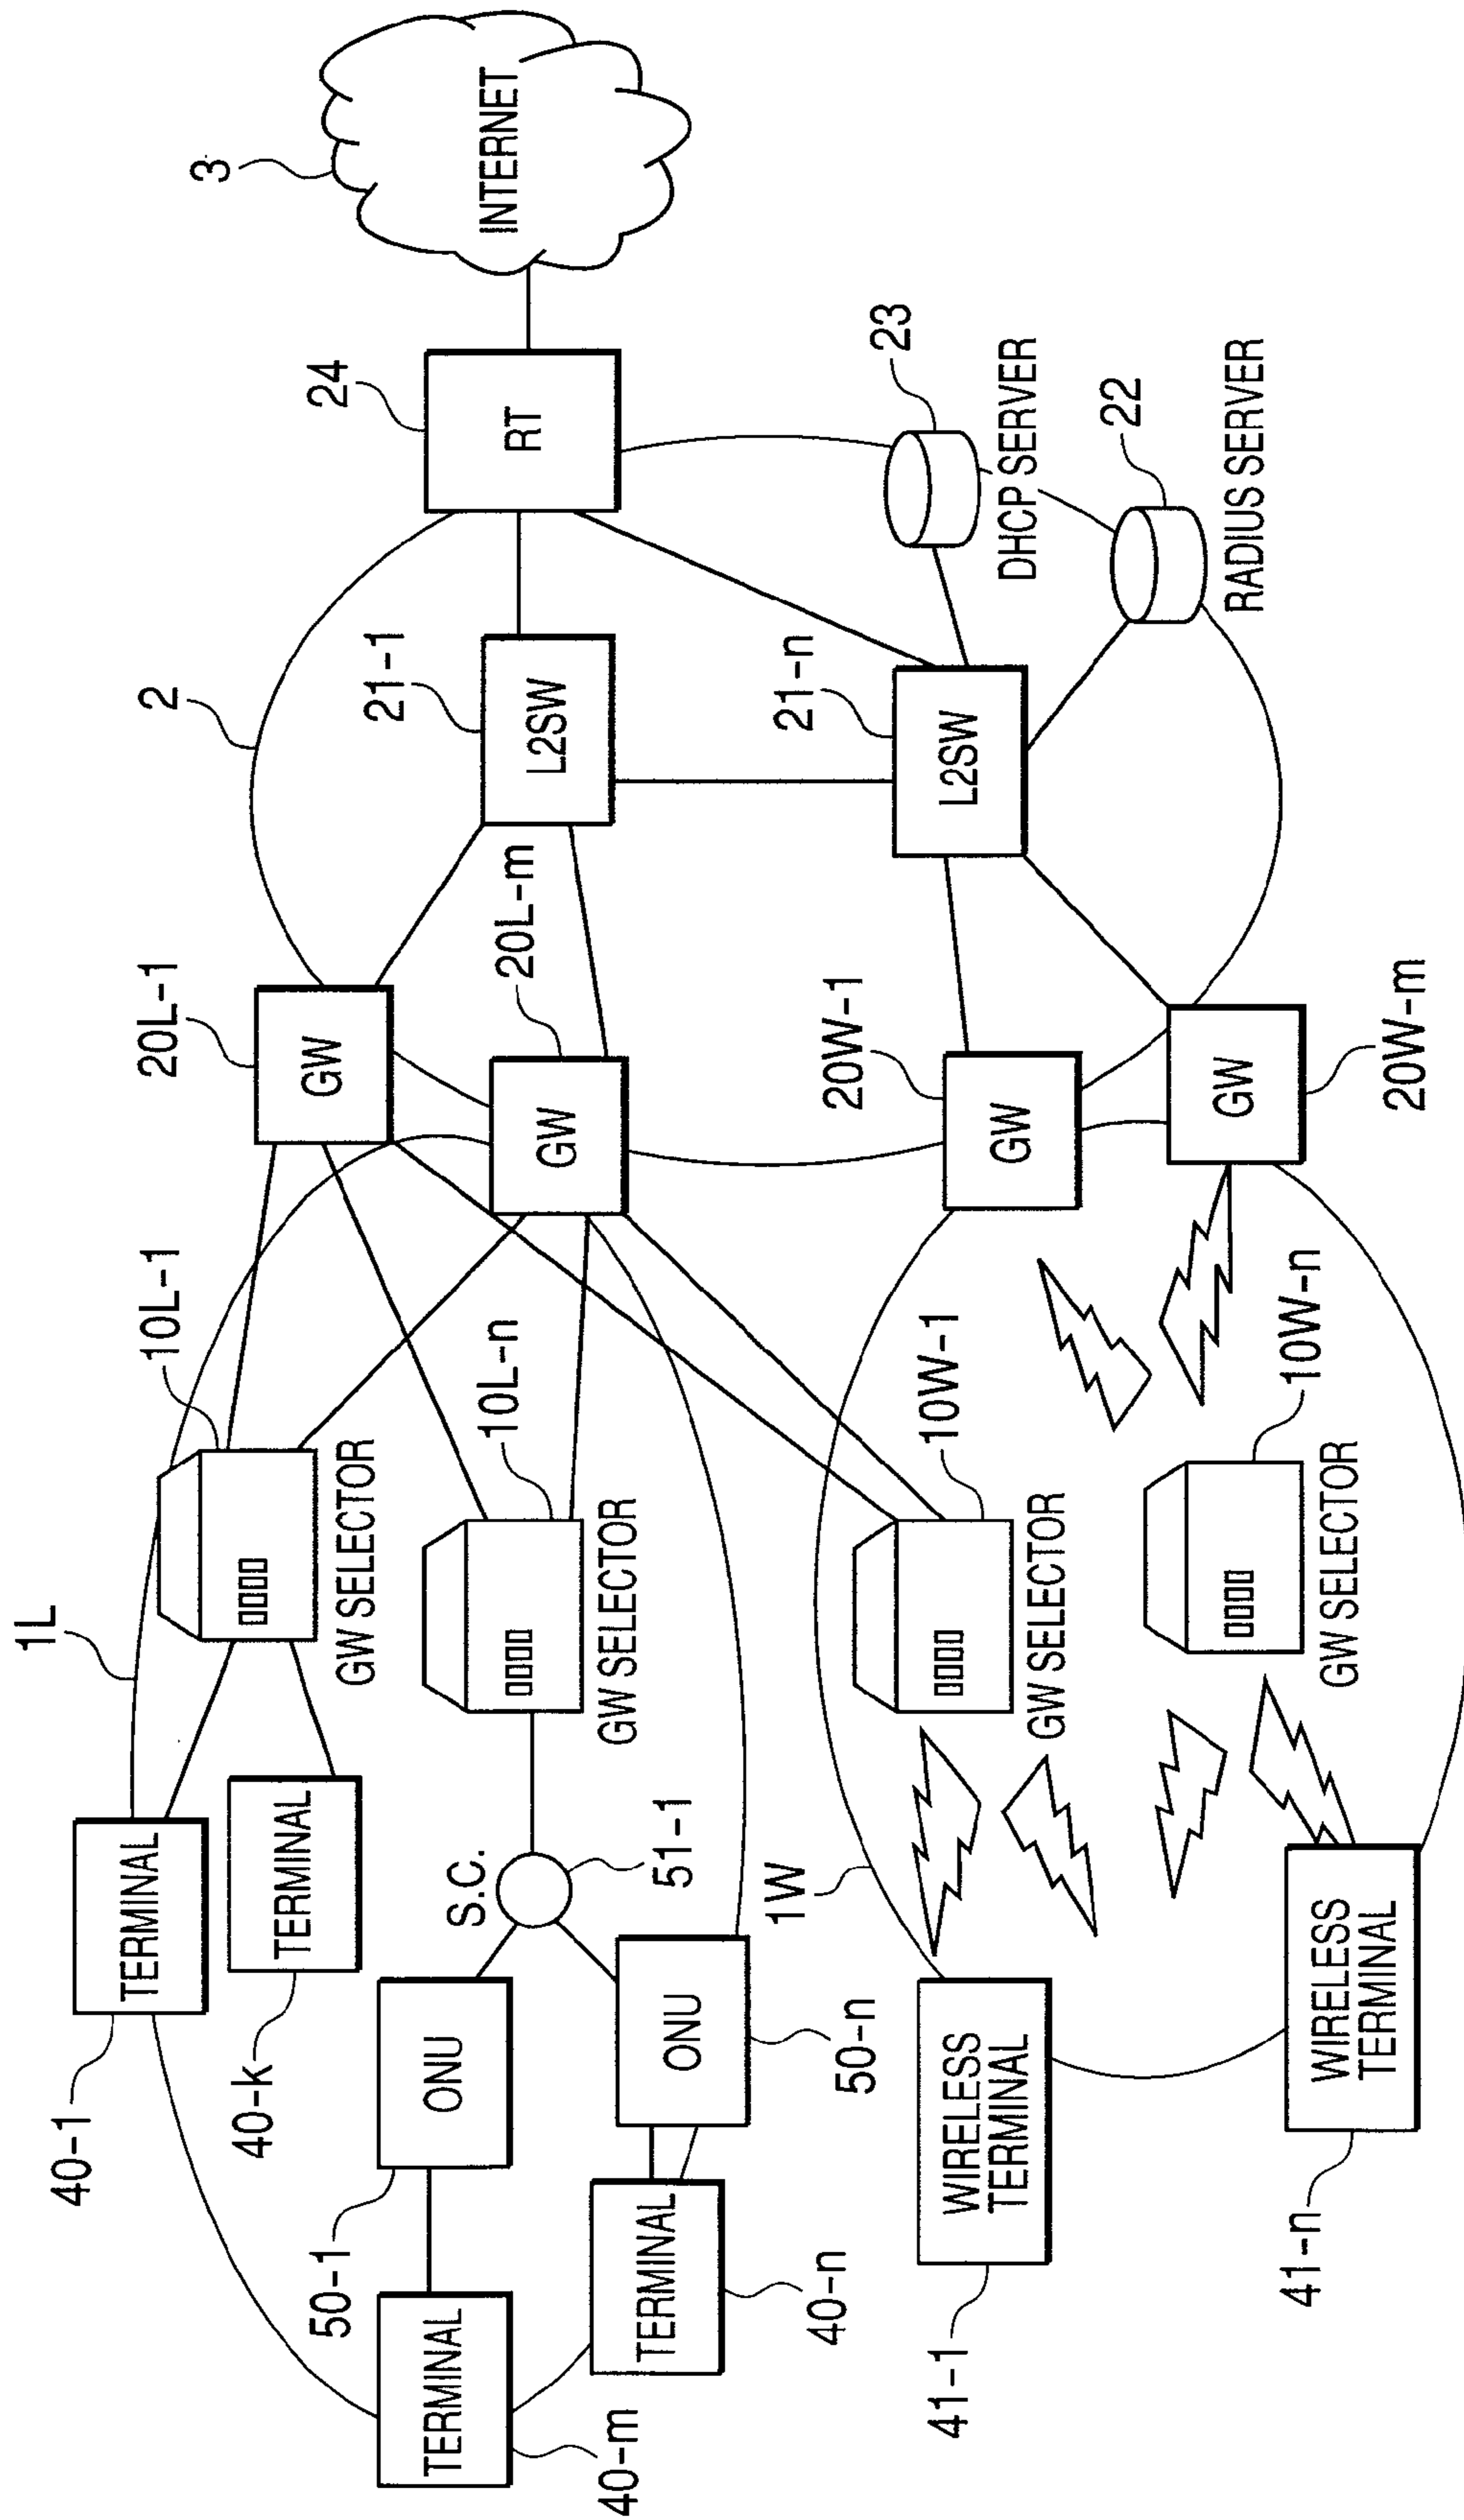 3
INTERNET
24
RT
23
DHCP SERVER
22
RADIUS SERVER
2
21-1
L2SW
21-n
L2SW
20L-1
GW
20L-m
GW
20W-1
GW
20W-m
GW
10L-1
GW SELECTOR
10L-n
GW SELECTOR
10W-1
GW SELECTOR
10W-n
GW SELECTOR
1L
TERMINAL
40-1
TERMINAL
40-k
S.C.
51-1
1W
ONU
50-1
ONU
50-n
TERMINAL
40-m
TERMINAL
40-n
WIRELESS
TERMINAL
41-1
WIRELESS
TERMINAL
41-n